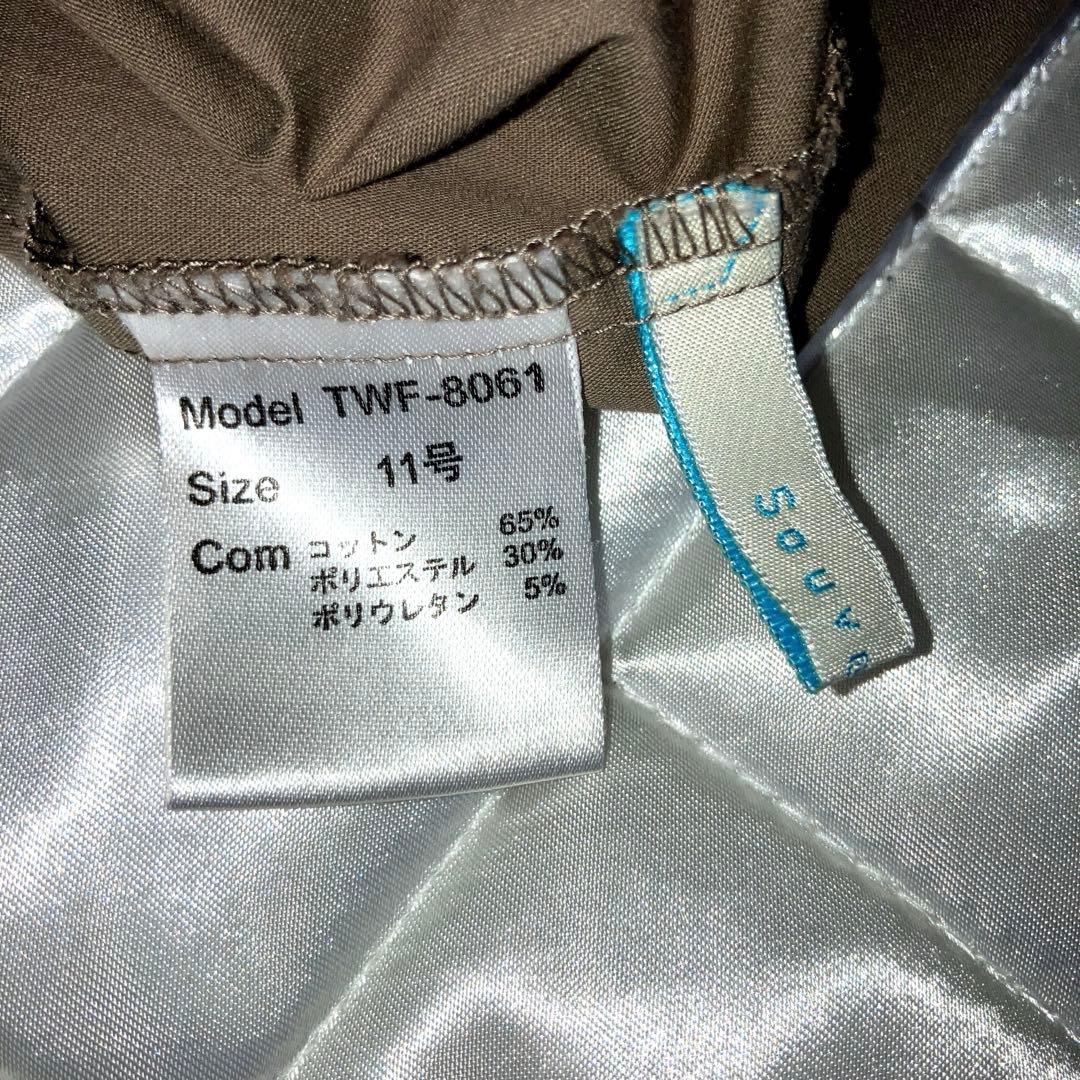 Model TWF-8061
Size 11号
Com コットン 65%
ポリエステル 30%
ポリウレタン 5%